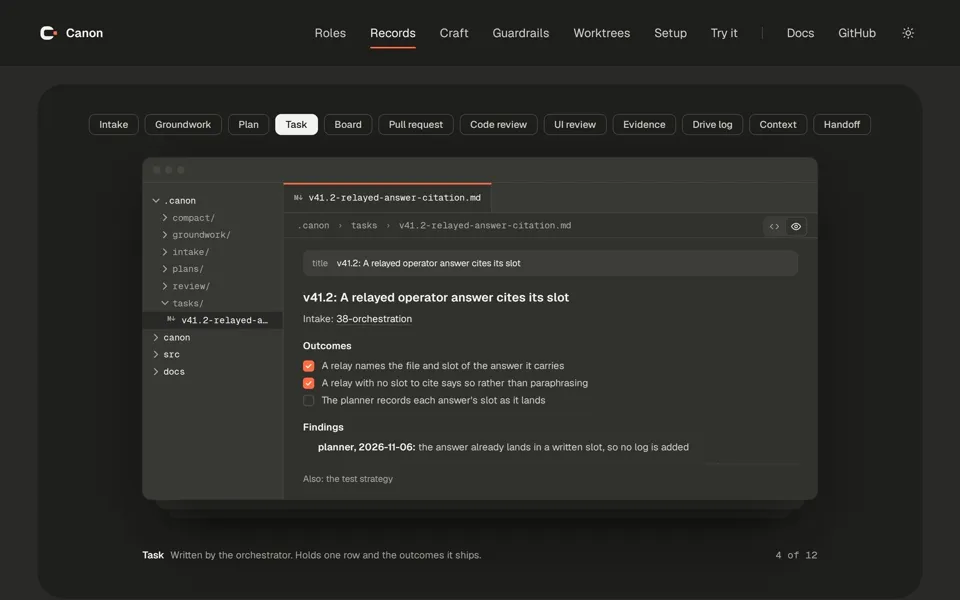 Canon
Roles Records Craft Guardrails Worktrees Setup Try it | Docs GitHub
Intake Groundwork Plan Task Board Pull request Code review UI review Evidence Drive log Context Handoff
.canon
compact/
groundwork/
intake/
plans/
review/
tasks/
M↓ v41.2-relayed-a…
canon
src
docs
M↓ v41.2-relayed-answer-citation.md
.canon › tasks › v41.2-relayed-answer-citation.md
title v41.2: A relayed operator answer cites its slot
v41.2: A relayed operator answer cites its slot
Intake: 38-orchestration
Outcomes
A relay names the file and slot of the answer it carries
A relay with no slot to cite says so rather than paraphrasing
The planner records each answer's slot as it lands
Findings
planner, 2026-11-06: the answer already lands in a written slot, so no log is added
Also: the test strategy
Task Written by the orchestrator. Holds one row and the outcomes it ships.
4 of 12